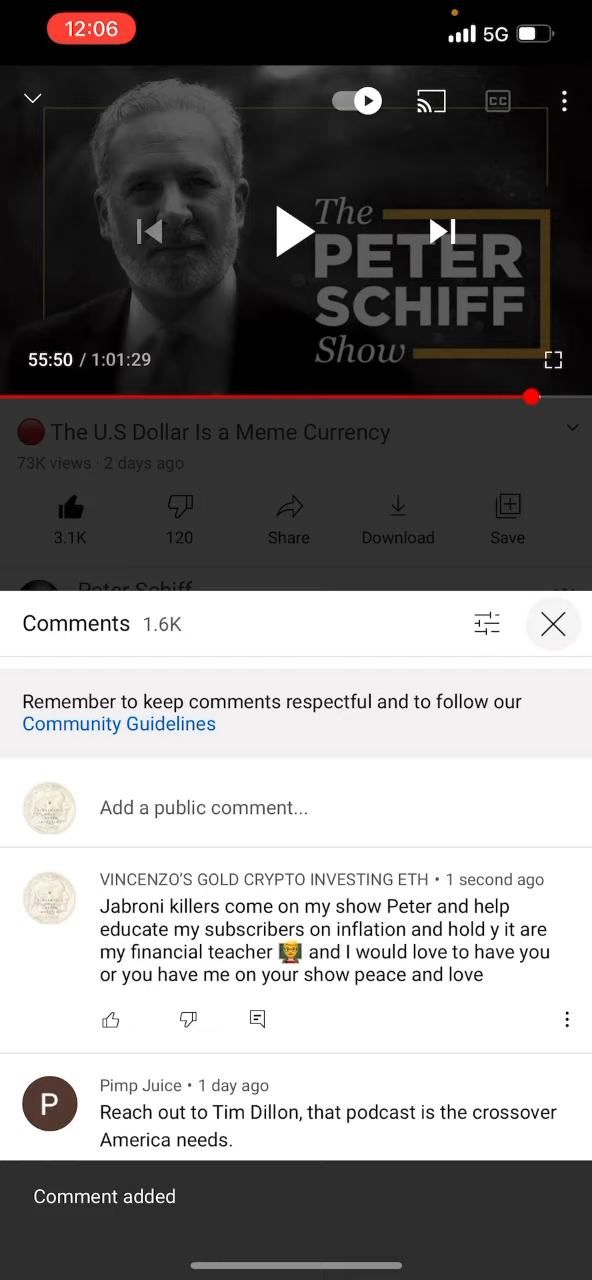 12:06
5G
CC
The
PETER
SCHIFF
Show
55:50 / 1:01:29
The U.S Dollar Is a Meme Currency
73K views · 2 days ago
3.1K 120 Share Download Save
Peter Schiff
Comments 1.6K
Remember to keep comments respectful and to follow our
Community Guidelines
Add a public comment...
VINCENZO'S GOLD CRYPTO INVESTING ETH • 1 second ago
Jabroni killers come on my show Peter and help
educate my subscribers on inflation and hold y it are
my financial teacher 👨‍🏫 and I would love to have you
or you have me on your show peace and love
P
Pimp Juice • 1 day ago
Reach out to Tim Dillon, that podcast is the crossover
America needs.
Comment added